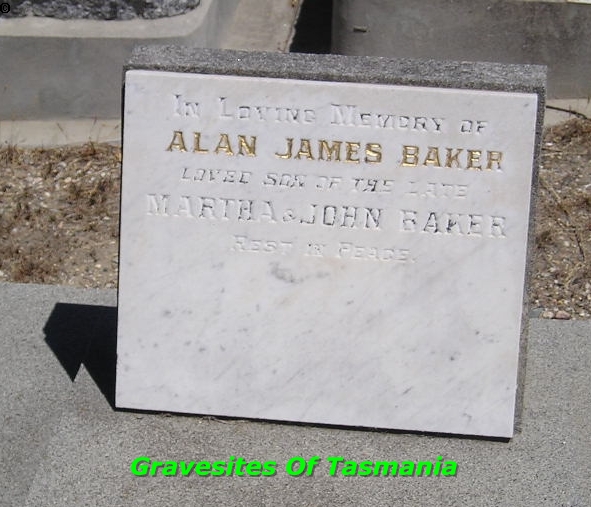 ©
In Loving Memory of
ALAN JAMES BAKER
LOVED SON OF THE LATE
MARTHA & JOHN BAKER
REST IN PEACE.
Gravesites Of Tasmania